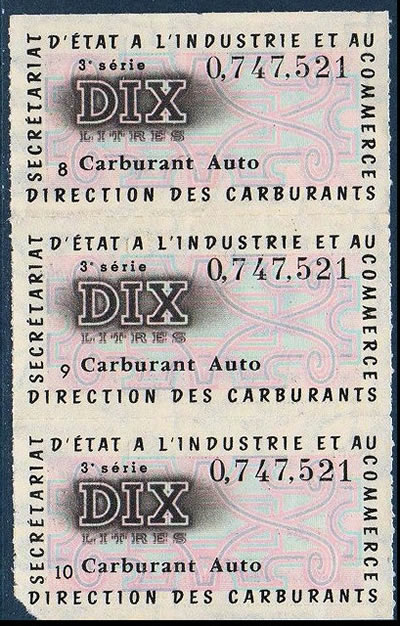 SECRÉTARIAT D'ÉTAT A L'INDUSTRIE ET AU COMMERCE
3e série 0,747,521
DIX
LITRES
8 Carburant Auto
DIRECTION DES CARBURANTS
SECRÉTARIAT D'ÉTAT A L'INDUSTRIE ET AU COMMERCE
3e série 0,747,521
DIX
LITRES
9 Carburant Auto
DIRECTION DES CARBURANTS
SECRÉTARIAT D'ÉTAT A L'INDUSTRIE ET AU COMMERCE
3e série 0,747,521
DIX
LITRES
10 Carburant Auto
DIRECTION DES CARBURANTS